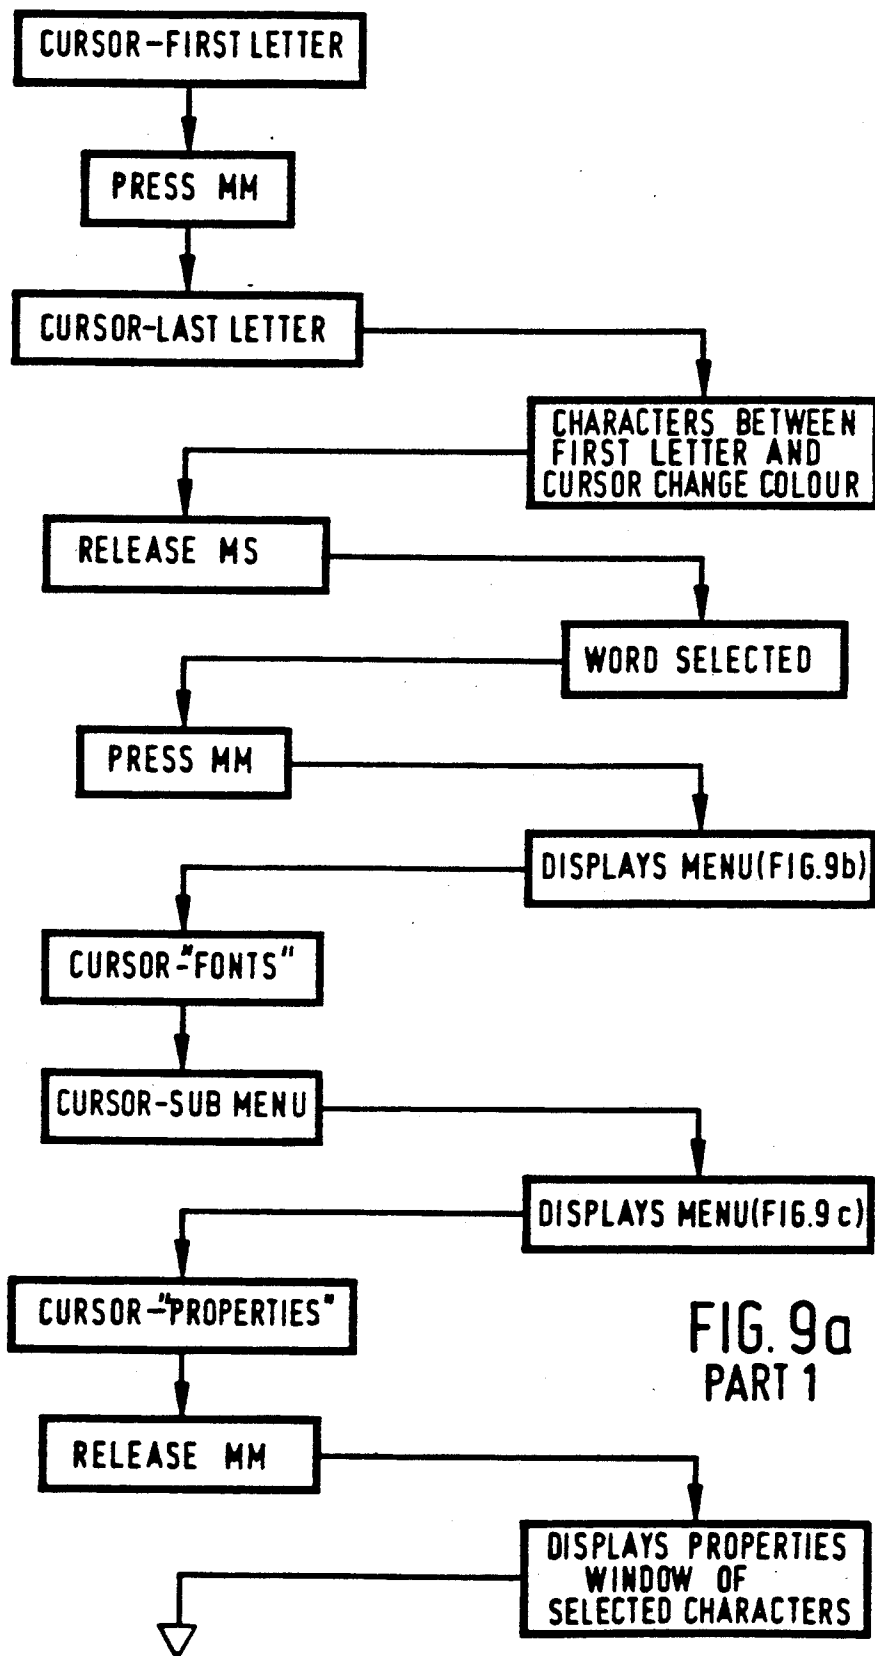 CURSOR-FIRST LETTER
PRESS MM
CURSOR-LAST LETTER
CHARACTERS BETWEEN
FIRST LETTER AND
CURSOR CHANGE COLOUR
RELEASE MS
WORD SELECTED
PRESS MM
DISPLAYS MENU(FIG.9b)
CURSOR-"FONTS"
CURSOR-SUB MENU
DISPLAYS MENU(FIG.9c)
CURSOR-"PROPERTIES"
FIG. 9a
PART 1
RELEASE MM
DISPLAYS PROPERTIES
WINDOW OF
SELECTED CHARACTERS